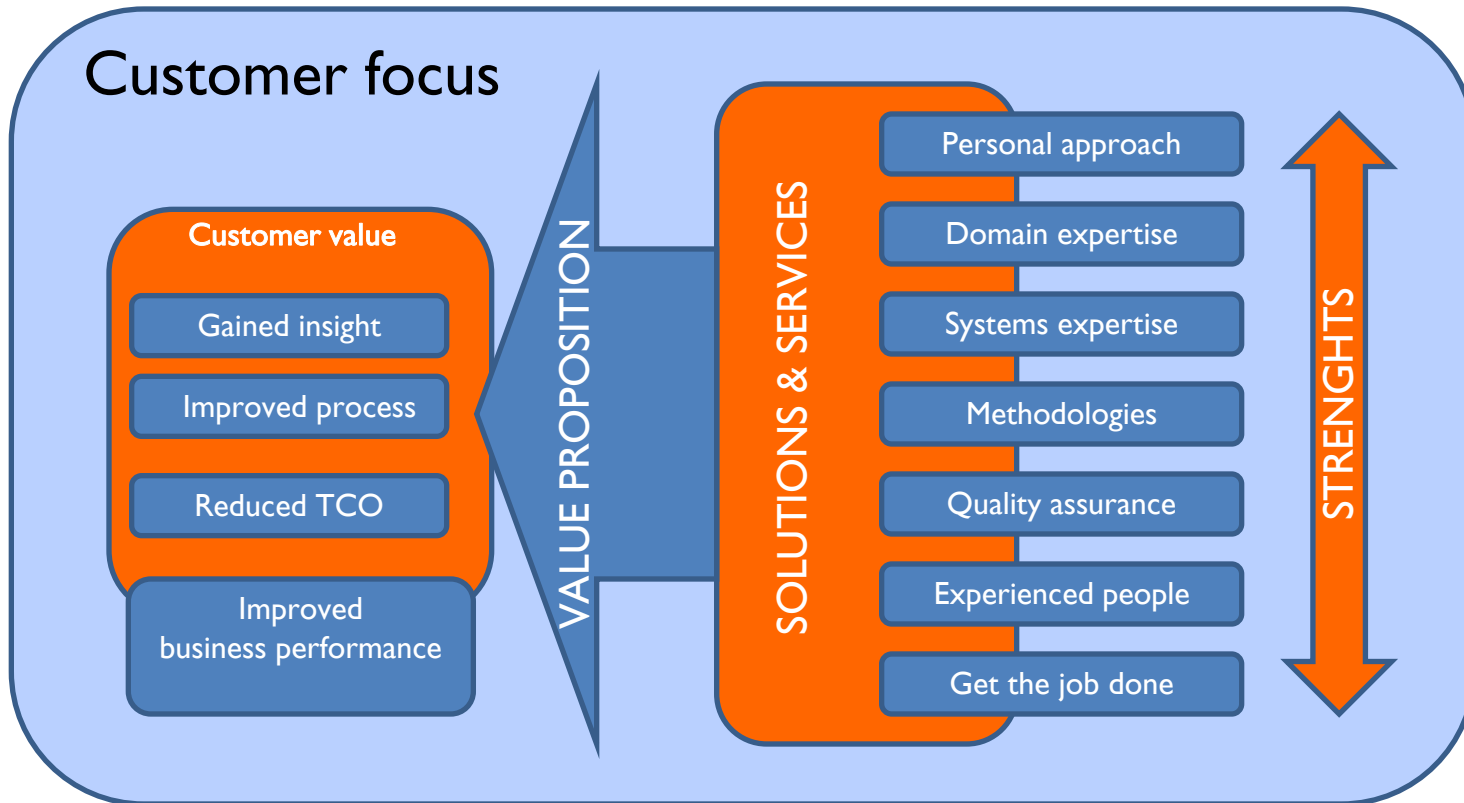 Customer focus
Customer value
Gained insight
Improved process
Reduced TCO
Improved
business performance
VALUE PROPOSITION
SOLUTIONS & SERVICES
Personal approach
Domain expertise
Systems expertise
Methodologies
Quality assurance
Experienced people
Get the job done
STRENGHTS